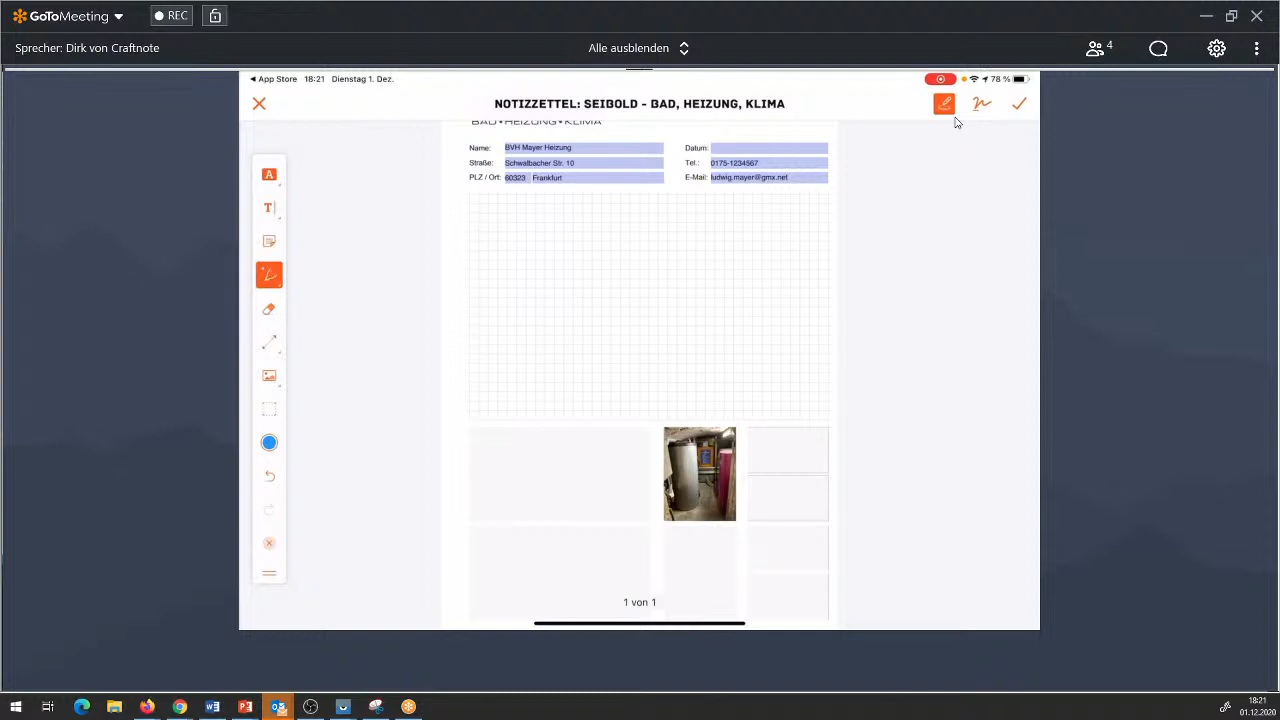 GoToMeeting
REC
Sprecher: Dirk von Craftnote
Alle ausblenden
4
App Store 18:21 Dienstag 1. Dez.
78 %
NOTIZZETTEL: SEIBOLD - BAD, HEIZUNG, KLIMA
BAD • HEIZUNG • KLIMA
Name: BVH Mayer Heizung
Datum:
Straße: Schwalbacher Str. 10
Tel.: 0175-1234567
PLZ / Ort: 60323 Frankfurt
E-Mail: ludwig.mayer@gmx.net
A
T
1 von 1
18:21
01.12.2020